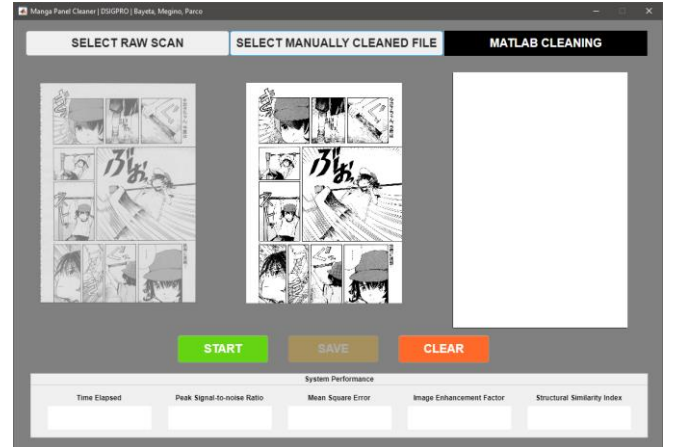 Manga Panel Cleaner | DSIGPRO | Bayeta, Megino, Parco
SELECT RAW SCAN
SELECT MANUALLY CLEANED FILE
MATLAB CLEANING
START
SAVE
CLEAR
System Performance
Time Elapsed
Peak Signal-to-noise Ratio
Mean Square Error
Image Enhancement Factor
Structural Similarity Index